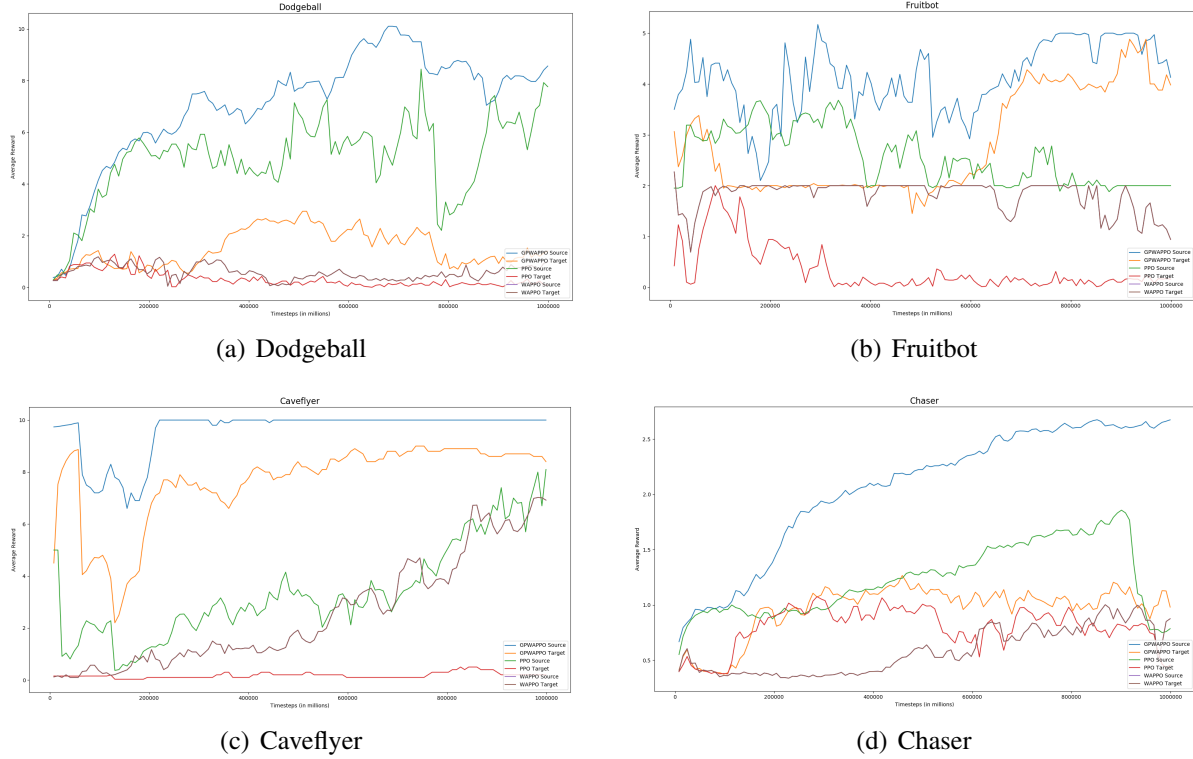 Dodgeball
10
8
6
4
2
0
Average Reward
0
200000
400000
600000
800000
1000000
Timesteps (in millions)
GPWAPPO Source
GPWAPPO Target
PPO Source
PPO Target
WAPPO Source
WAPPO Target
(a) Dodgeball
Fruitbot
5
4
3
2
1
0
Average Reward
0
200000
400000
600000
800000
1000000
Timesteps (in millions)
GPWAPPO Source
GPWAPPO Target
PPO Source
PPO Target
WAPPO Source
WAPPO Target
(b) Fruitbot
Caveflyer
10
8
6
4
2
0
Average Reward
0
200000
400000
600000
800000
1000000
Timesteps (in millions)
GPWAPPO Source
GPWAPPO Target
PPO Source
PPO Target
WAPPO Source
WAPPO Target
(c) Caveflyer
Chaser
2.5
2.0
1.5
1.0
0.5
Average Reward
0
200000
400000
600000
800000
1000000
Timesteps (in millions)
GPWAPPO Source
GPWAPPO Target
PPO Source
PPO Target
WAPPO Source
WAPPO Target
(d) Chaser